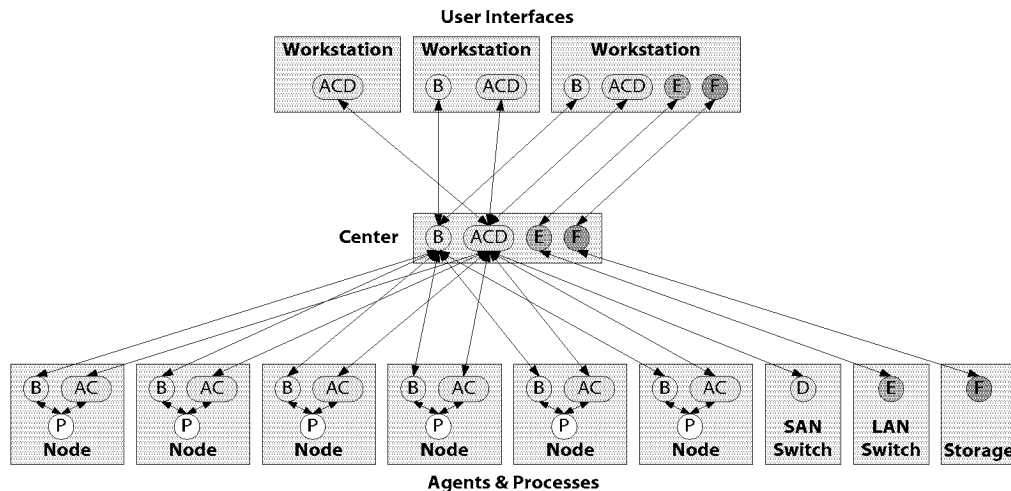 User Interfaces
Workstation Workstation Workstation
ACD B ACD B ACD E F
Center B ACD E F
B AC B AC B AC B AC B AC B AC D E F
P P P P P P SAN LAN
Node Node Node Node Node Node Switch Switch Storage
Agents & Processes